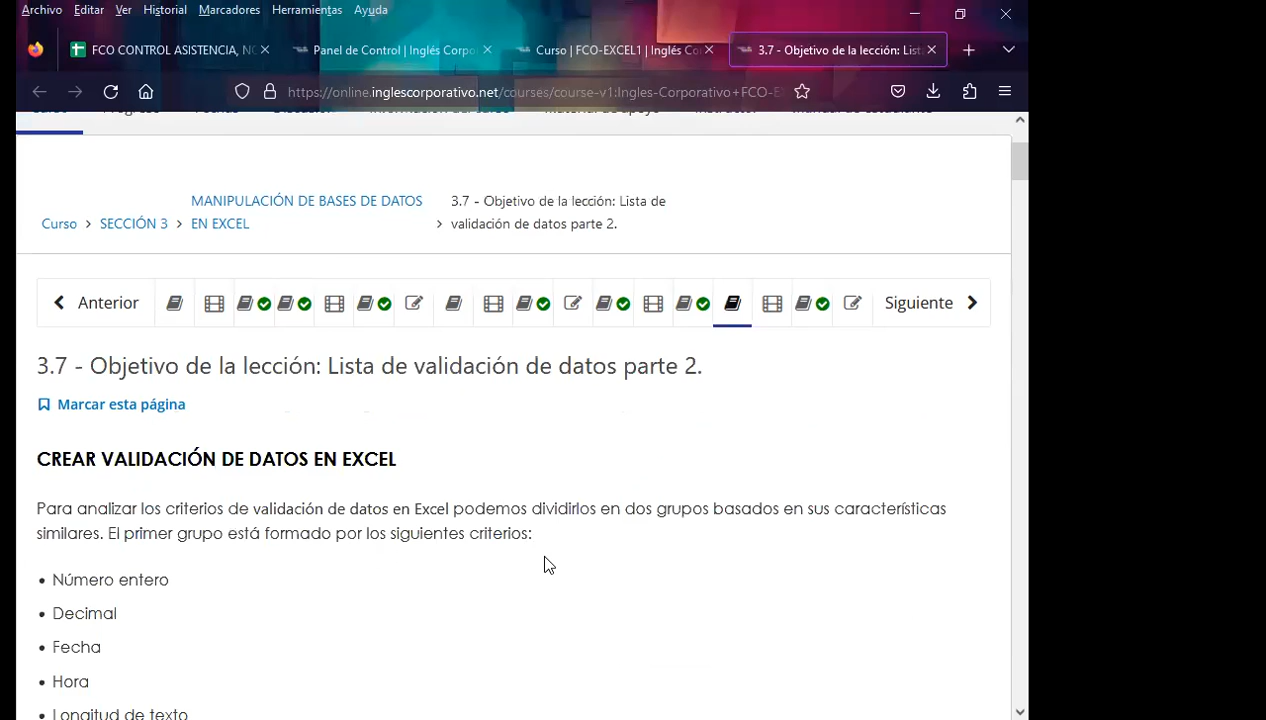 Archivo Editar Ver Historial Marcadores Herramientas Ayuda
FCO CONTROL ASISTENCIA, NO
Panel de Control | Inglés Corpo
Curso | FCO-EXCEL1 | Inglés Co
3.7 - Objetivo de la lección: List
https://online.inglescorporativo.net/courses/course-v1:Ingles-Corporativo+FCO-E
Curso > SECCIÓN 3 > MANIPULACIÓN DE BASES DE DATOS EN EXCEL > 3.7 - Objetivo de la lección: Lista de validación de datos parte 2.
Anterior
Siguiente
3.7 - Objetivo de la lección: Lista de validación de datos parte 2.
Marcar esta página
CREAR VALIDACIÓN DE DATOS EN EXCEL
Para analizar los criterios de validación de datos en Excel podemos dividirlos en dos grupos basados en sus características
similares. El primer grupo está formado por los siguientes criterios:
• Número entero
• Decimal
• Fecha
• Hora
• Longitud de texto